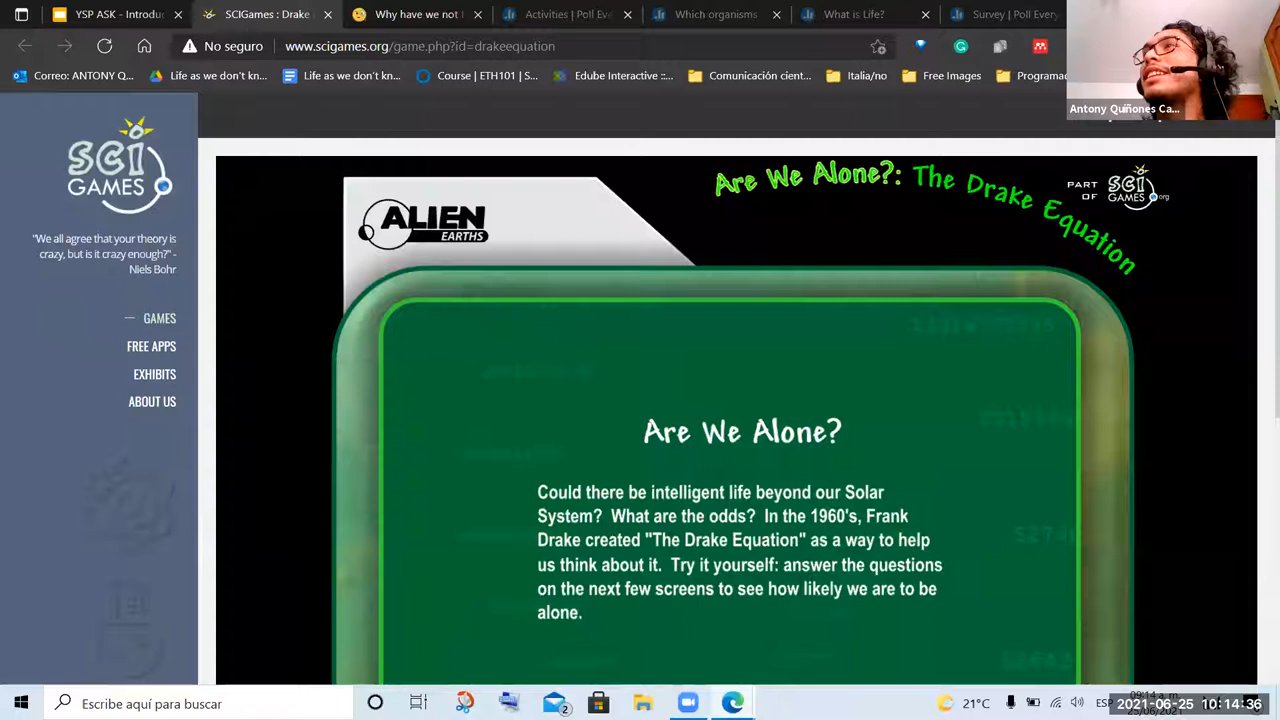 YSP ASK - Introdu
SCIGames : Drake
Why have we not
Activities | Poll Eve
Which organisms
What is Life?
Survey | Poll Every
No seguro
www.scigames.org/game.php?id=drakeequation
Correo: ANTONY Q...
Life as we don't kn...
Life as we don't kn...
Course | ETH101 | S...
Edube Interactive ::...
Comunicación cient...
Italia/no
Free Images
Programac
Antony Quiñones Ca...
SCI
GAMES
"We all agree that your theory is
crazy, but is it crazy enough?" -
Niels Bohr
GAMES
FREE APPS
EXHIBITS
ABOUT US
ALIEN
EARTHS
Are We Alone?: The Drake Equation
PART
OF
SCI
GAMES.org
Are We Alone?
Could there be intelligent life beyond our Solar
System? What are the odds? In the 1960's, Frank
Drake created "The Drake Equation" as a way to help
us think about it. Try it yourself: answer the questions
on the next few screens to see how likely we are to be
alone.
Escribe aquí para buscar
2
21°C
ESP
09:14 a. m.
2021-06-25 10:14:36